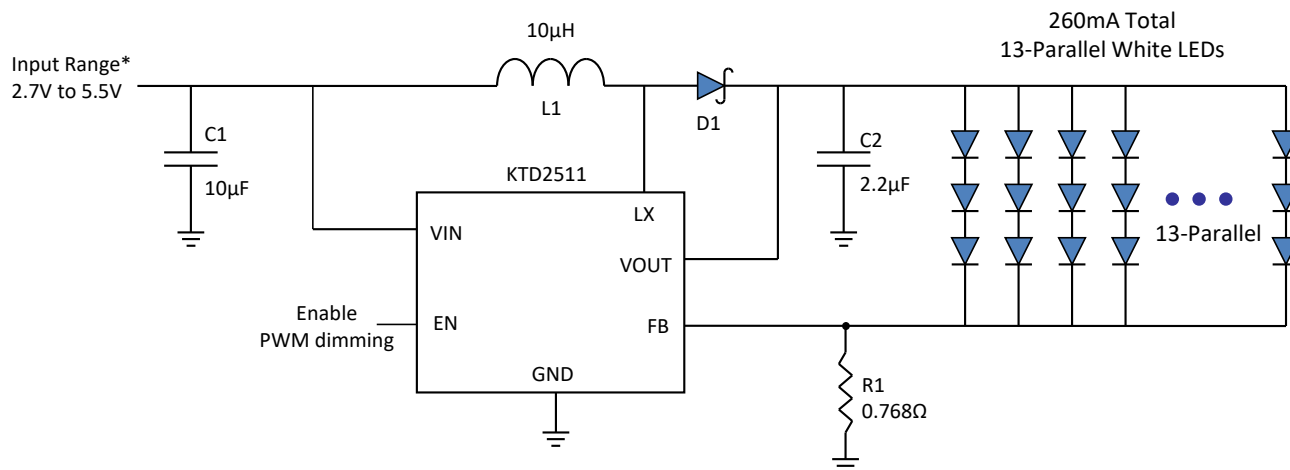 260mA Total
13-Parallel White LEDs
Input Range*
2.7V to 5.5V
10µH
L1
D1
C1
10µF
C2
2.2µF
KTD2511
LX
VIN
VOUT
13-Parallel
Enable
PWM dimming
EN
FB
GND
R1
0.768Ω